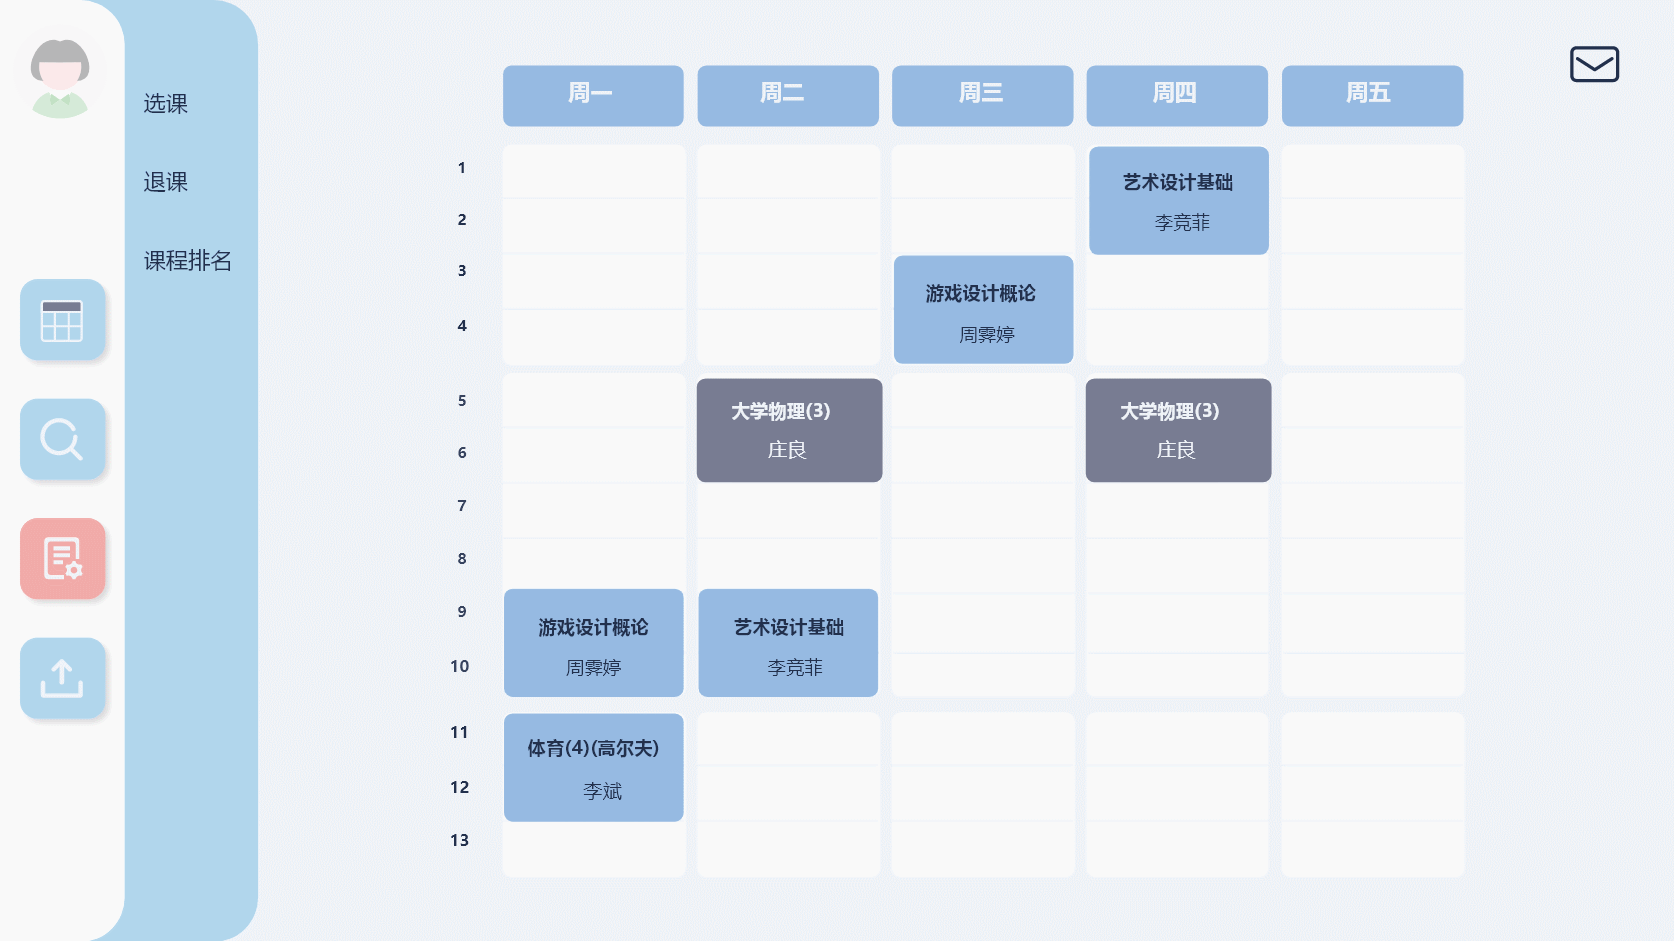 选课
退课
课程排名
周一 周二 周三 周四 周五
1
艺术设计基础
2
李竞菲
3
游戏设计概论
4
周霁婷
5
大学物理(3) 大学物理(3)
6
庄良 庄良
7
8
9
游戏设计概论 艺术设计基础
10
周霁婷 李竞菲
11
体育(4)(高尔夫)
12
李斌
13